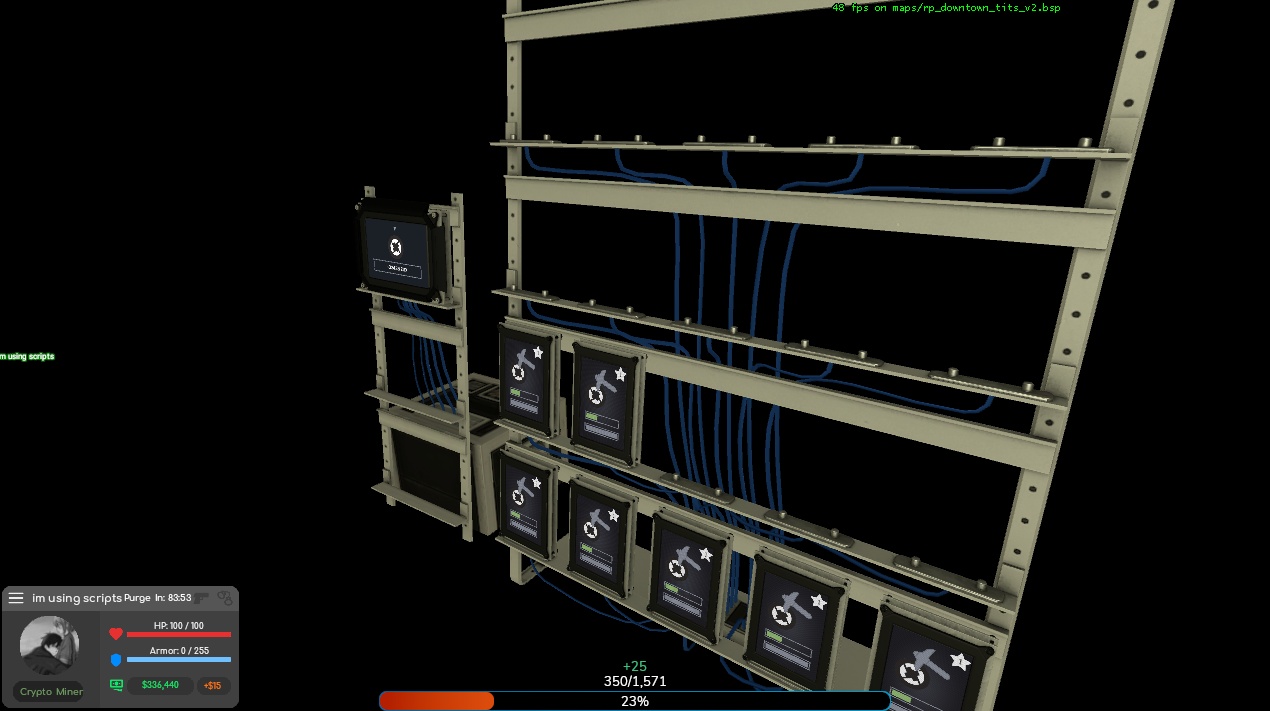 48 fps on maps/rp_downtown_tits_v2.bsp
m using scripts
im using scripts Purge In: 83:53
HP: 100 / 100
Armor: 0 / 255
$336,440 +$15
Crypto Miner
+25
350/1,571
23%